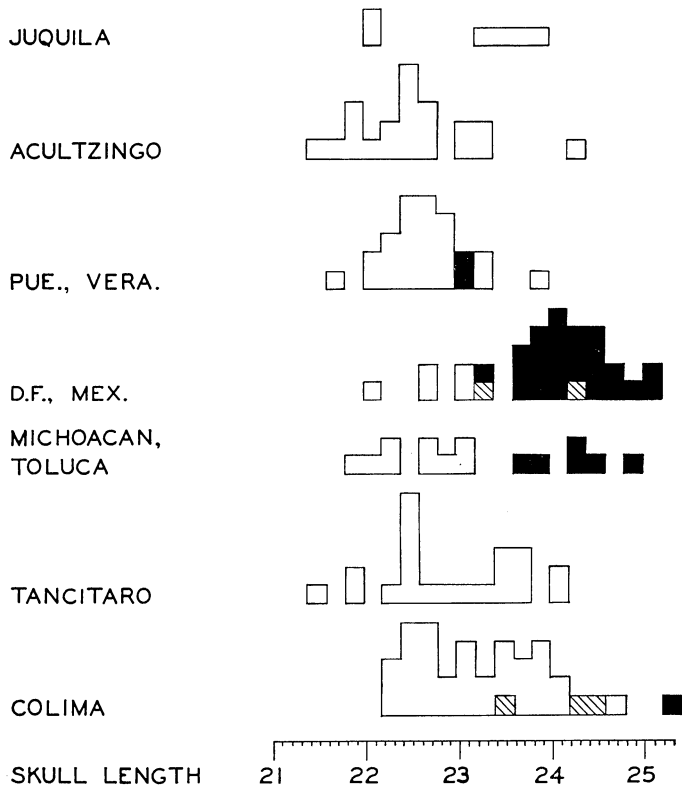 JUQUILA
ACULTZINGO
PUE., VERA.
D.F., MEX.
MICHOACAN,
TOLUCA
TANCITARO
COLIMA
SKULL LENGTH 21 22 23 24 25